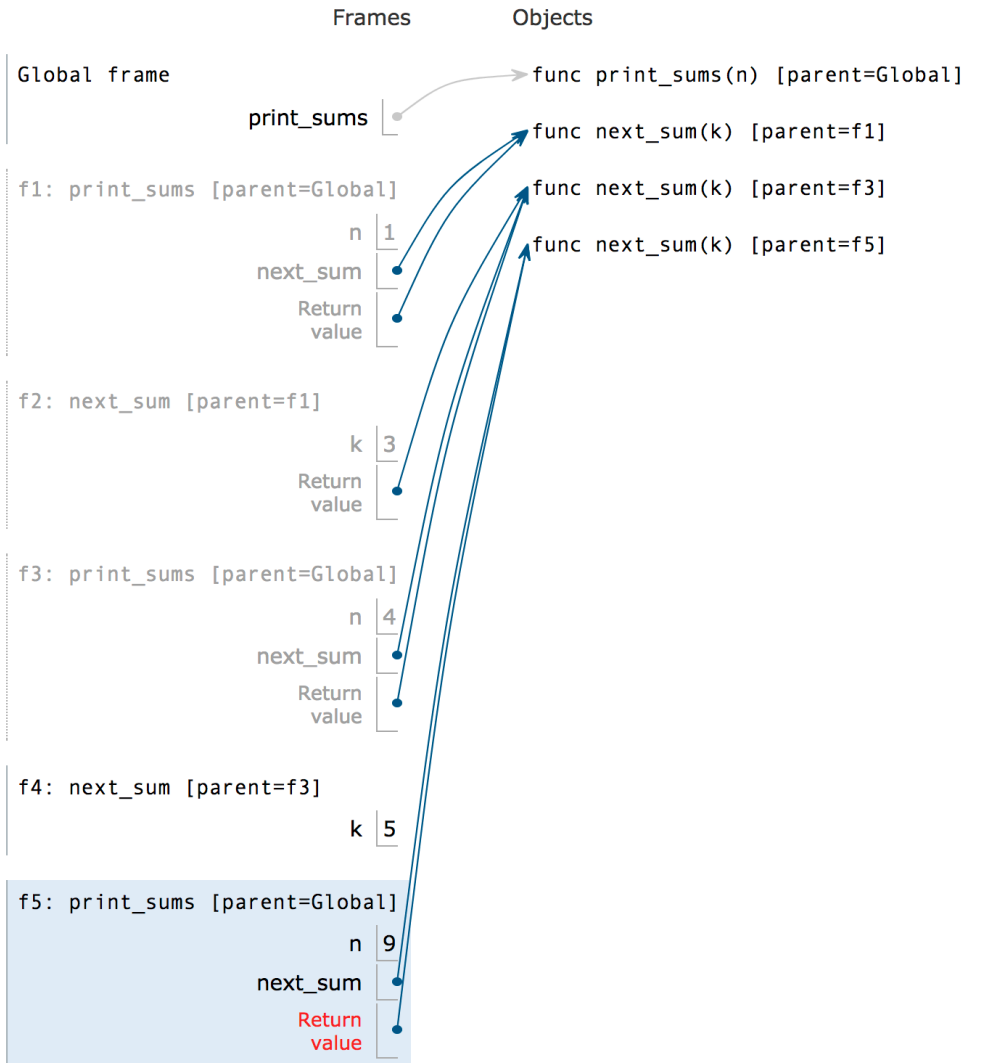 Frames Objects
Global frame
print_sums
func print_sums(n) [parent=Global]
func next_sum(k) [parent=f1]
func next_sum(k) [parent=f3]
func next_sum(k) [parent=f5]
f1: print_sums [parent=Global]
n 1
next_sum
Return
value
f2: next_sum [parent=f1]
k 3
Return
value
f3: print_sums [parent=Global]
n 4
next_sum
Return
value
f4: next_sum [parent=f3]
k 5
f5: print_sums [parent=Global]
n 9
next_sum
Return
value